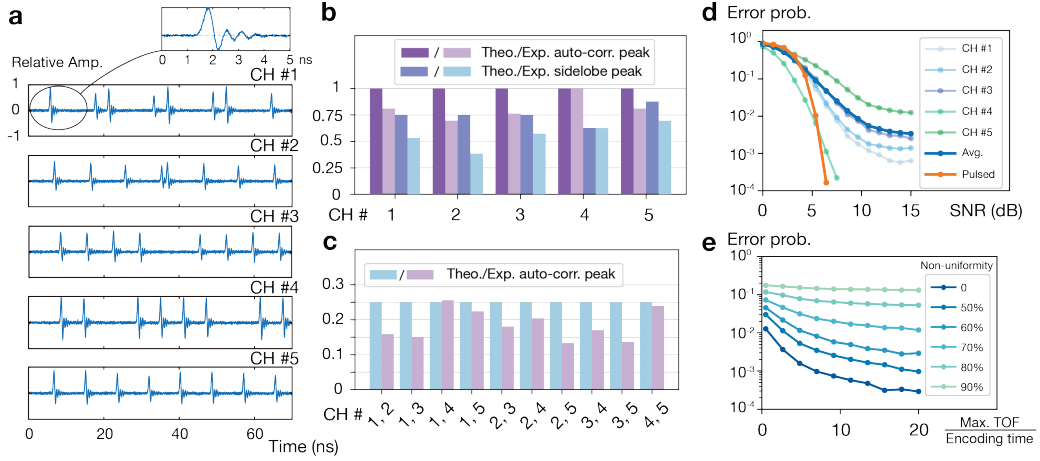 a
0 1 2 3 4 5 ns
Relative Amp.
CH #1
1
0
-1
CH #2
CH #3
CH #4
CH #5
0 20 40 60
Time (ns)
b
/ Theo./Exp. auto-corr. peak
/ Theo./Exp. sidelobe peak
1
0.75
0.5
0.25
0
CH # 1 2 3 4 5
c
/ Theo./Exp. auto-corr. peak
0.3
0.2
0.1
0
CH # 1, 2 1, 3 1, 4 1, 5 2, 3 2, 4 2, 5 3, 4 3, 5 4, 5
d
Error prob.
10⁰
10⁻¹
10⁻²
10⁻³
10⁻⁴
CH #1
CH #2
CH #3
CH #4
CH #5
Avg.
Pulsed
0 5 10 15 SNR (dB)
e
Error prob.
10⁰
10⁻¹
10⁻²
10⁻³
10⁻⁴
Non-uniformity
0
50%
60%
70%
80%
90%
0 10 20
Max. TOF
Encoding time